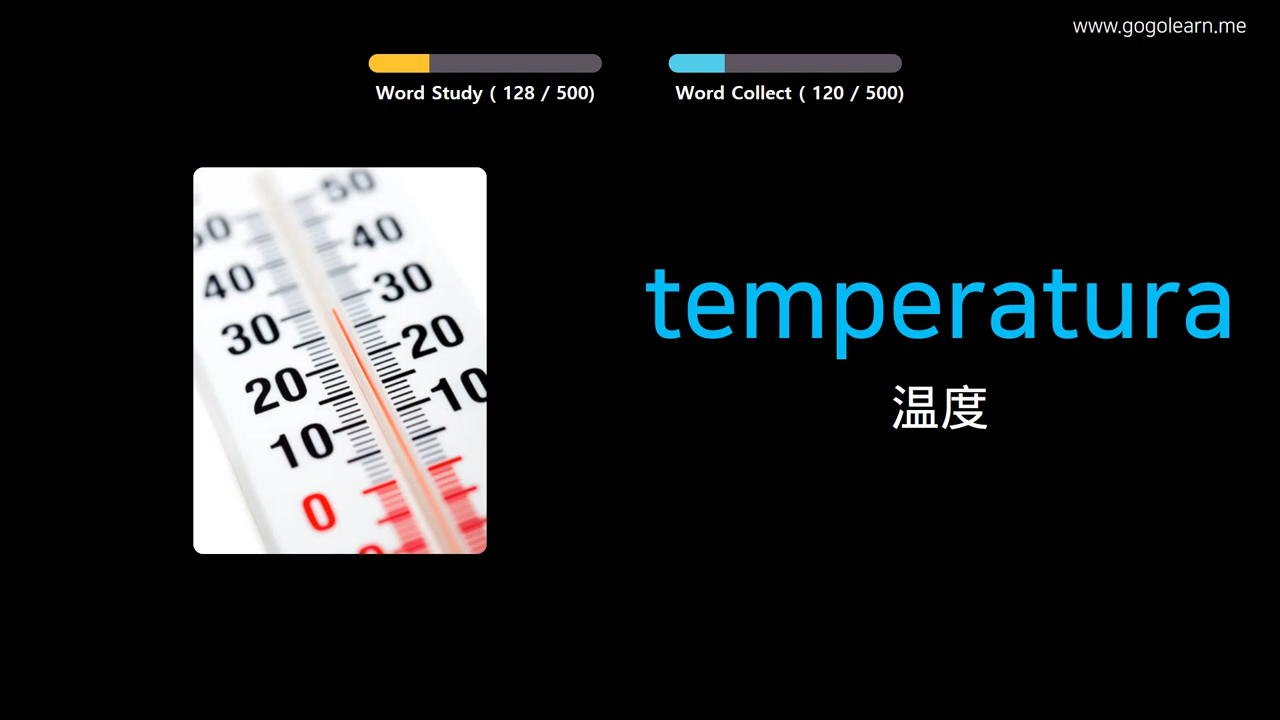 www.gogolearn.me
Word Study ( 128 / 500)
Word Collect ( 120 / 500)
50
40
40
30
30
20
20
10
10
0
temperatura
温度